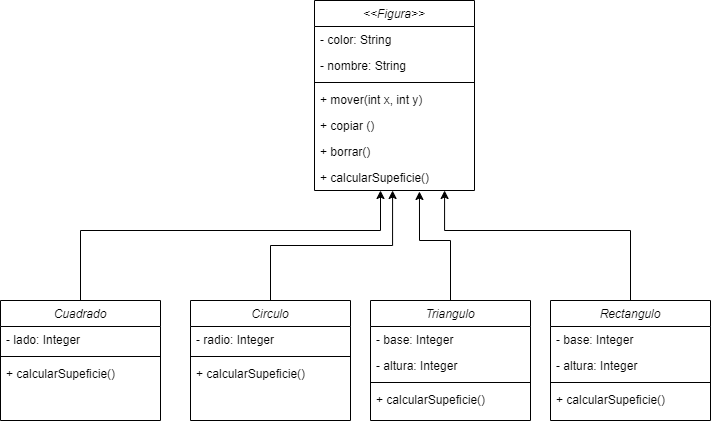 <<Figura>>
- color: String
- nombre: String
+ mover(int x, int y)
+ copiar ()
+ borrar()
+ calcularSupeficie()
Cuadrado
- lado: Integer
+ calcularSupeficie()
Circulo
- radio: Integer
+ calcularSupeficie()
Triangulo
- base: Integer
- altura: Integer
+ calcularSupeficie()
Rectangulo
- base: Integer
- altura: Integer
+ calcularSupeficie()